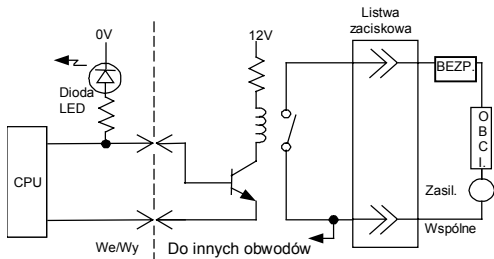 Listwa
zaciskowa
0V
12V
BEZP.
Dioda
LED
O
B
C
I.
CPU
Zasil.
Wspólne
We/Wy
Do innych obwodów